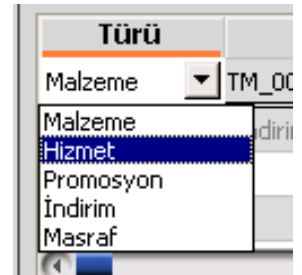 Türü
Malzeme TM_00
Malzeme
Hizmet
Promosyon
İndirim
Masraf